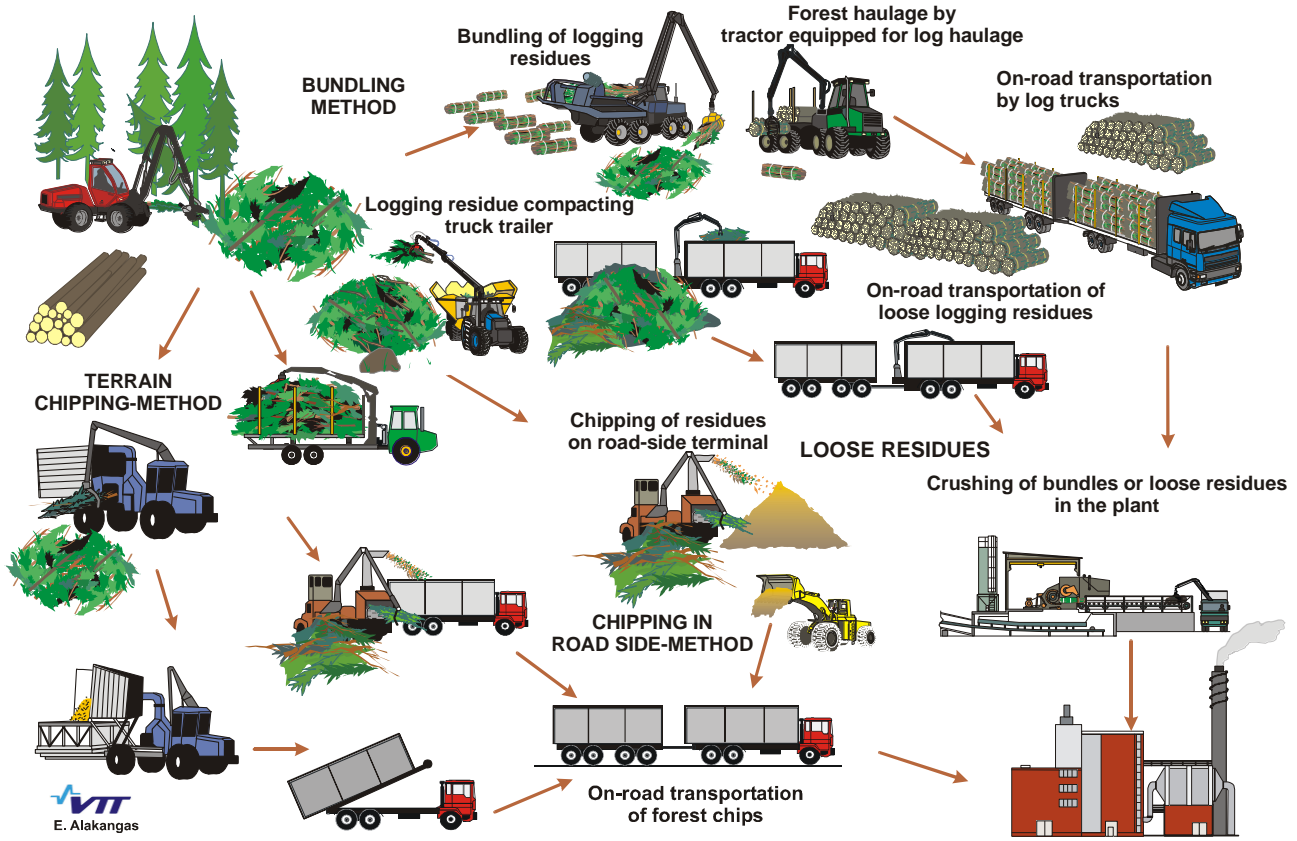 Bundling of logging
residues
Forest haulage by
tractor equipped for log haulage
BUNDLING
METHOD
On-road transportation
by log trucks
Logging residue compacting
truck trailer
On-road transportation of
loose logging residues
TERRAIN
CHIPPING-METHOD
Chipping of residues
on road-side terminal
LOOSE RESIDUES
Crushing of bundles or loose residues
in the plant
CHIPPING IN
ROAD SIDE-METHOD
On-road transportation
of forest chips
VTT
E. Alakangas